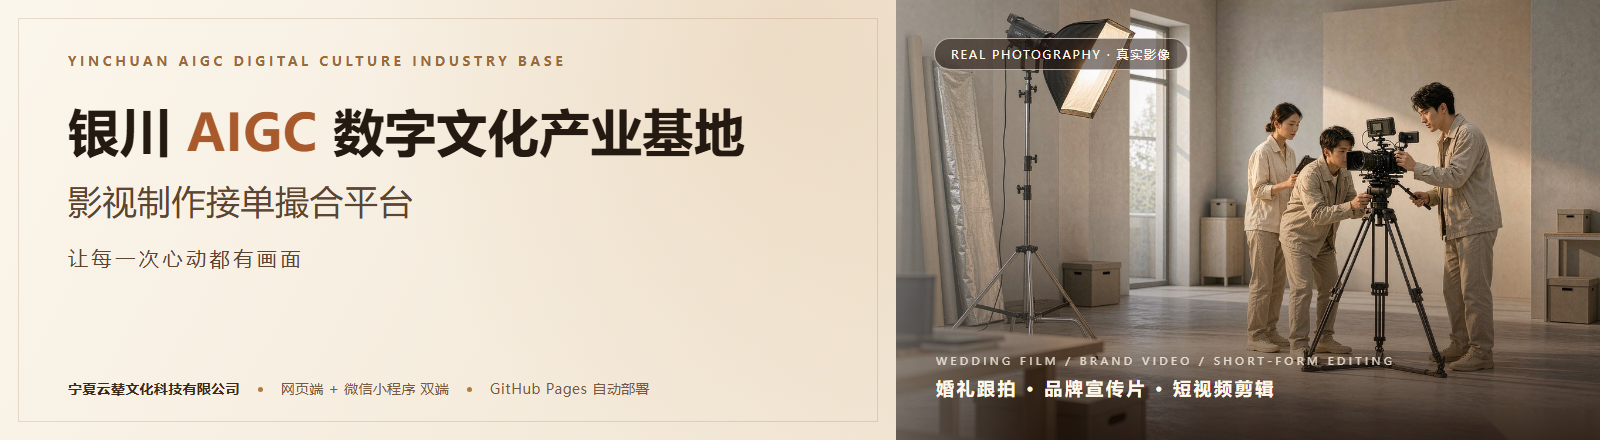 YINCHUAN AIGC DIGITAL CULTURE INDUSTRY BASE
银川 AIGC 数字文化产业基地
影视制作接单撮合平台
让每一次心动都有画面
宁夏云辇文化科技有限公司 • 网页端 + 微信小程序 双端 • GitHub Pages 自动部署
REAL PHOTOGRAPHY · 真实影像
WEDDING FILM / BRAND VIDEO / SHORT-FORM EDITING
婚礼跟拍 • 品牌宣传片 • 短视频剪辑